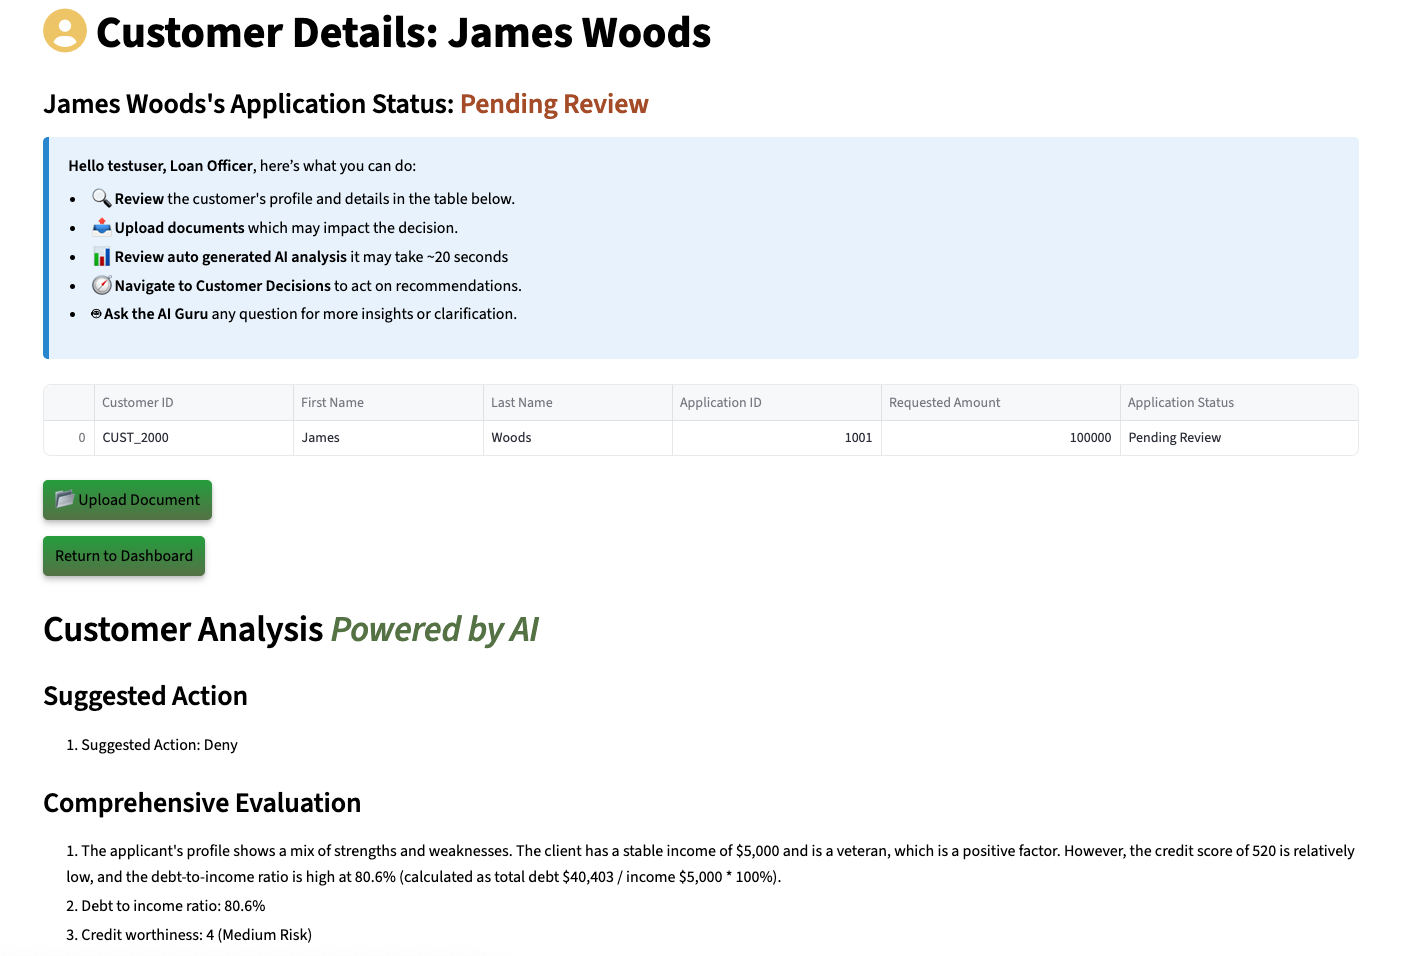 Customer Details: James Woods
James Woods's Application Status: Pending Review
Hello testuser, Loan Officer, here’s what you can do:
• Review the customer's profile and details in the table below.
• Upload documents which may impact the decision.
• Review auto generated AI analysis it may take ~20 seconds
• Navigate to Customer Decisions to act on recommendations.
• Ask the AI Guru any question for more insights or clarification.
Customer ID First Name Last Name Application ID Requested Amount Application Status
0 CUST_2000 James Woods 1001 100000 Pending Review
Upload Document
Return to Dashboard
Customer Analysis Powered by AI
Suggested Action
1. Suggested Action: Deny
Comprehensive Evaluation
1. The applicant's profile shows a mix of strengths and weaknesses. The client has a stable income of $5,000 and is a veteran, which is a positive factor. However, the credit score of 520 is relatively
low, and the debt-to-income ratio is high at 80.6% (calculated as total debt $40,403 / income $5,000 * 100%).
2. Debt to income ratio: 80.6%
3. Credit worthiness: 4 (Medium Risk)